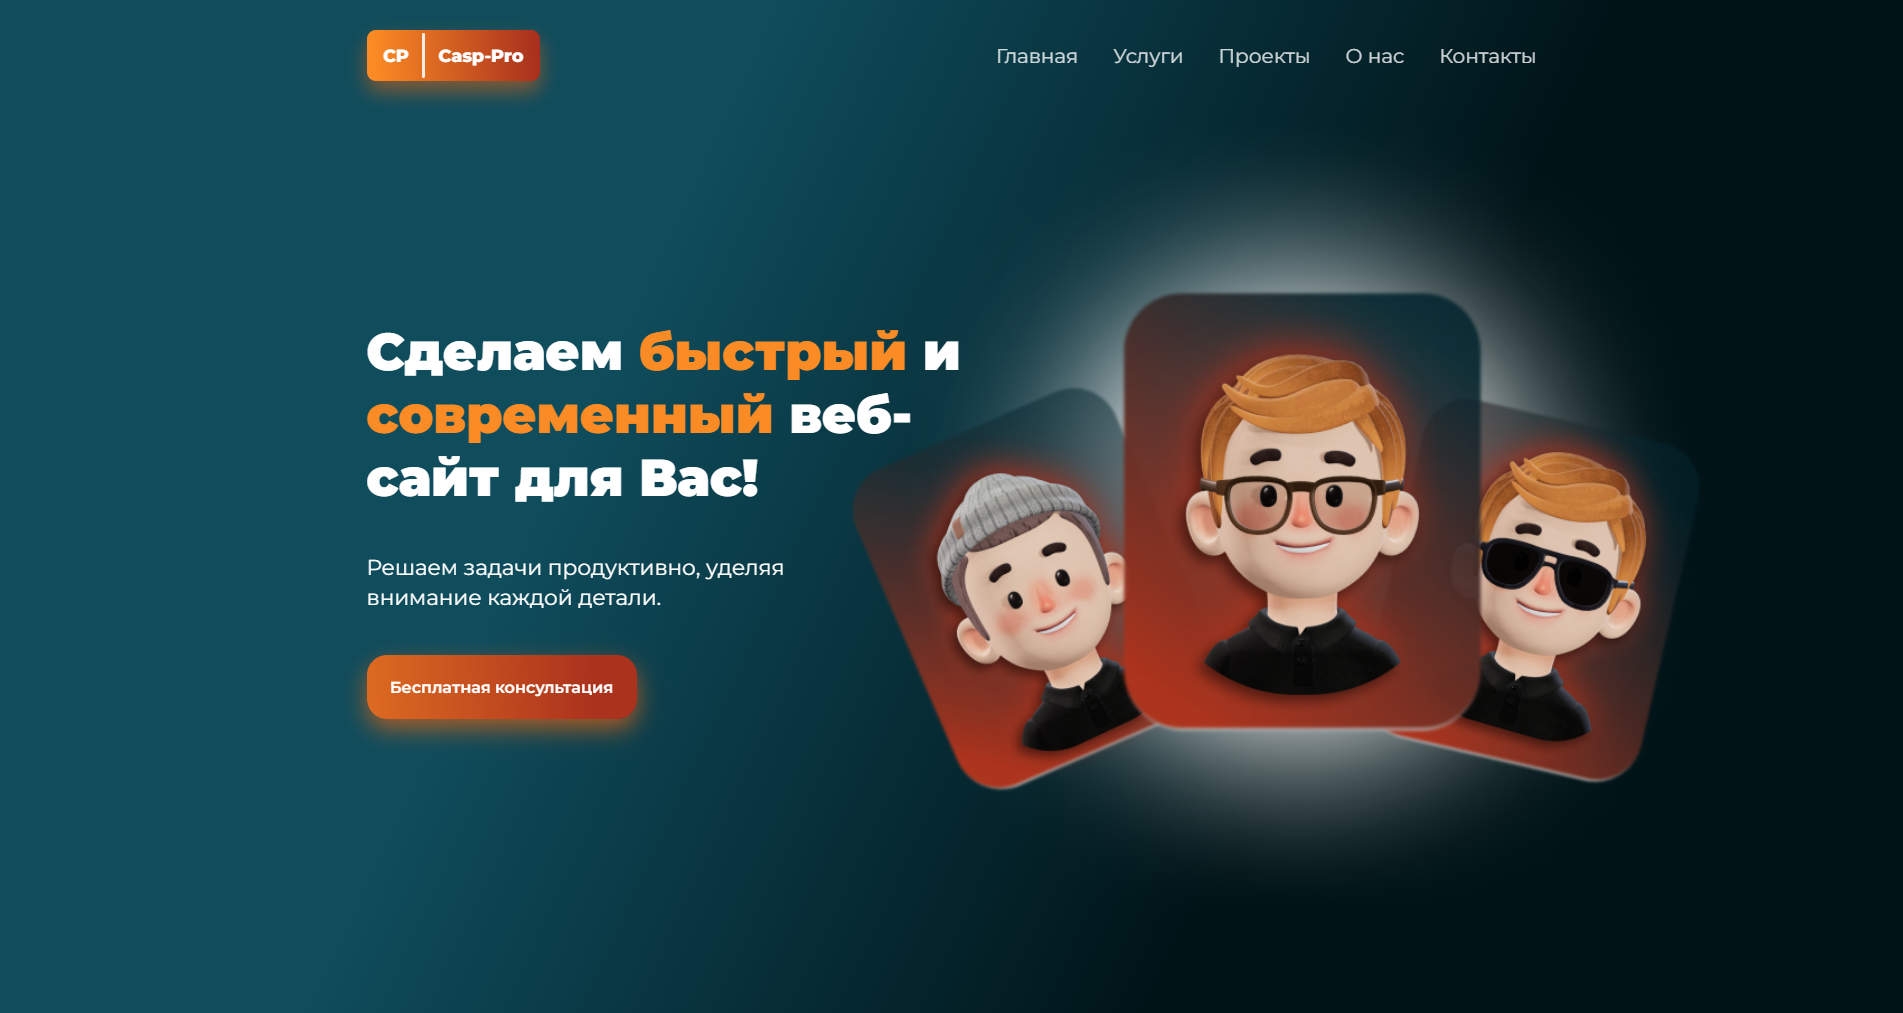 CP Casp-Pro
Главная Услуги Проекты О нас Контакты
Сделаем быстрый и
современный веб-
сайт для Вас!
Решаем задачи продуктивно, уделяя
внимание каждой детали.
Бесплатная консультация